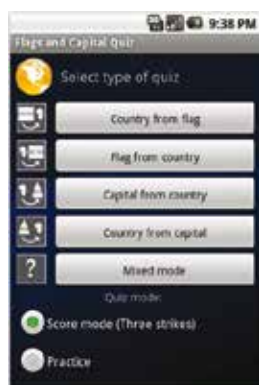 9:38 PM
Flags and Capital Quiz
Select type of quiz
Country from flag
Flag from country
Capital from country
Country from capital
?
Mixed mode
Quiz mode:
Score mode (Three strikes)
Practice